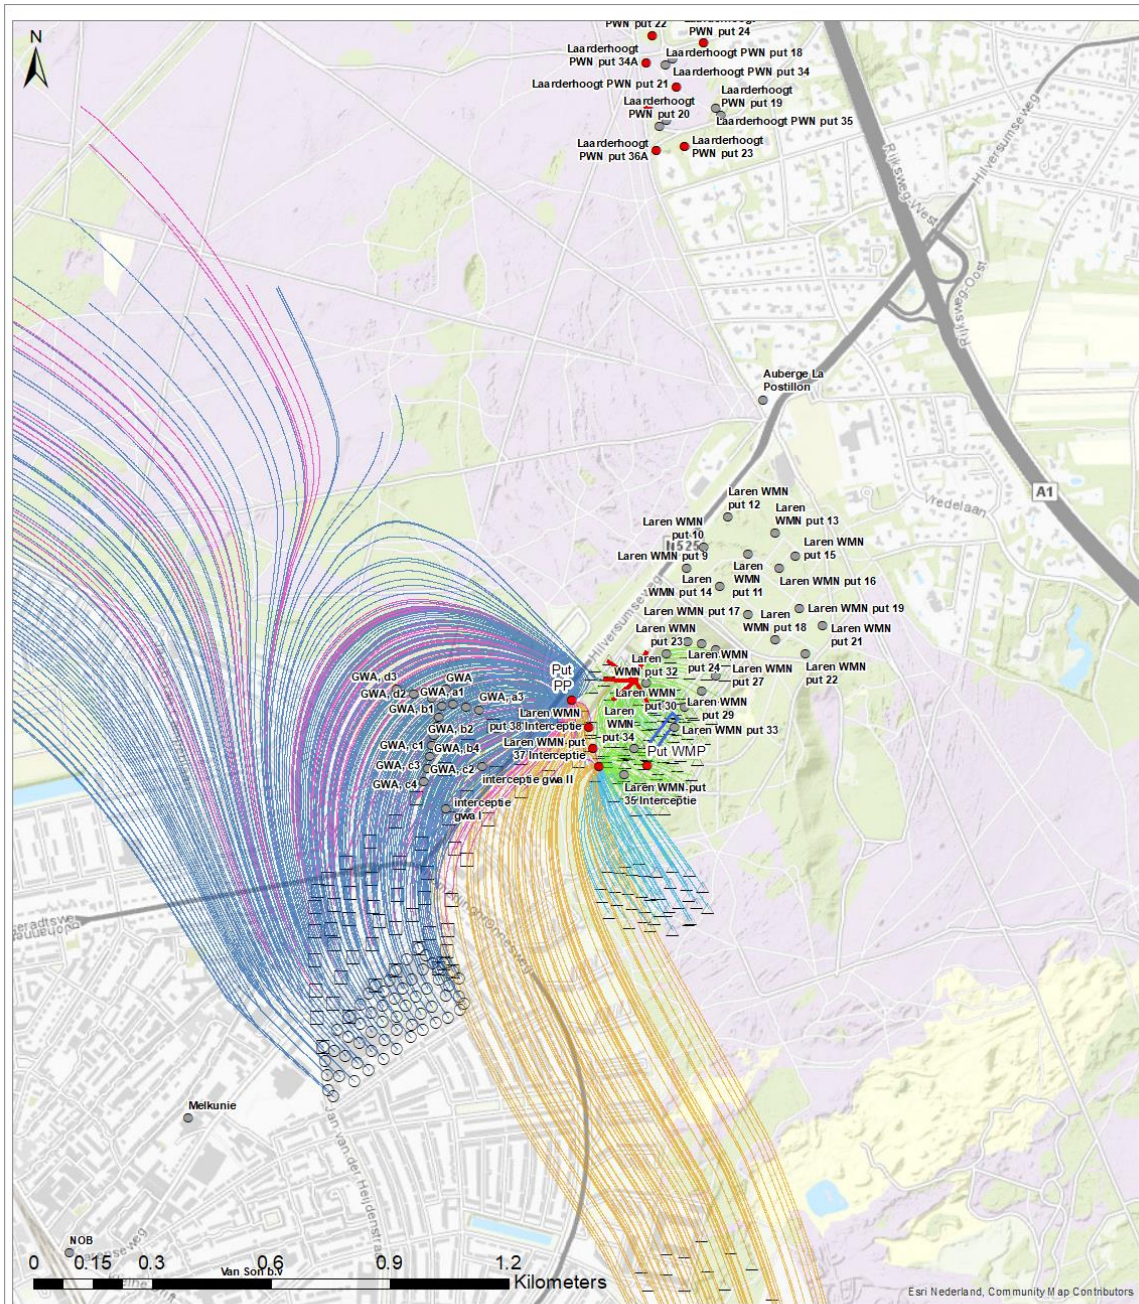 N
PWN put 22
Laarderhoogt
PWN put 24
Laarderhoogt
PWN put 34A
Laarderhoogt PWN put 18
Laarderhoogt PWN put 21
Laarderhoogt PWN put 34
Laarderhoogt
PWN put 20
Laarderhoogt
PWN put 19
Laarderhoogt PWN put 35
Laarderhoogt
PWN put 36A
Laarderhoogt
PWN put 23
Hilversumseweg
Rijksweg-West
Rijksweg-Oost
Auberge La
Postillon
A1
Vredelaan
Laren WMN
put 12
Laren
WMN put 13
Laren WMN
put 10
N525
Laren WMN
put 15
Laren WMN put 9
Laren WMN put 16
Laren
WMN put 14
Laren
WMN
put 11
Laren WMN put 17
Laren
WMN
put 18
Laren WMN put 19
Laren WMN
put 21
Laren WMN
put 22
Hilversumseweg
Laren WMN
put 23
Laren
WMN put 32
Laren WMN
put 24
Laren WMN
put 27
Laren WMN
put 30
Laren WMN
put 29
Laren WMN put 33
Laren
WMN
put 34
Put WMP
Laren WMN put
35 Interceptie
Put
PP
Laren WMN
put 38 Interceptie
Laren WMN put
37 Interceptie
GWA, d3
GWA
GWA, d2
GWA, a1
GWA, a3
GWA, b1
GWA, b2
GWA, c1
GWA, b4
GWA, c3
GWA, c2
GWA, c4
interceptie gwa II
interceptie
gwa I
Melkunie
Jan van der Heijdenstraat
NOB
Van Son b.v
0 0.15 0.3 0.6 0.9 1.2
Kilometers
Esri Nederland, Community Map Contributors